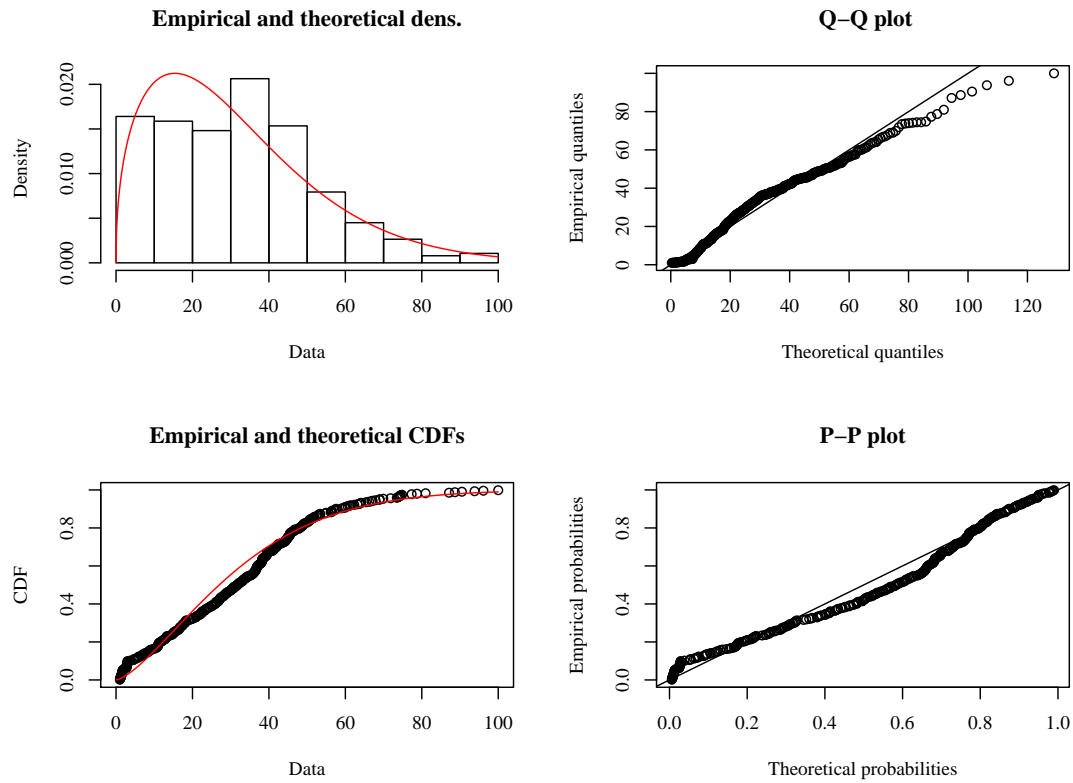 Empirical and theoretical dens.
Density
0.000 0.010 0.020
0 20 40 60 80 100
Data
Q−Q plot
Empirical quantiles
0 20 40 60 80
0 20 40 60 80 100 120
Theoretical quantiles
Empirical and theoretical CDFs
CDF
0.0 0.4 0.8
0 20 40 60 80 100
Data
P−P plot
Empirical probabilities
0.0 0.4 0.8
0.0 0.2 0.4 0.6 0.8 1.0
Theoretical probabilities